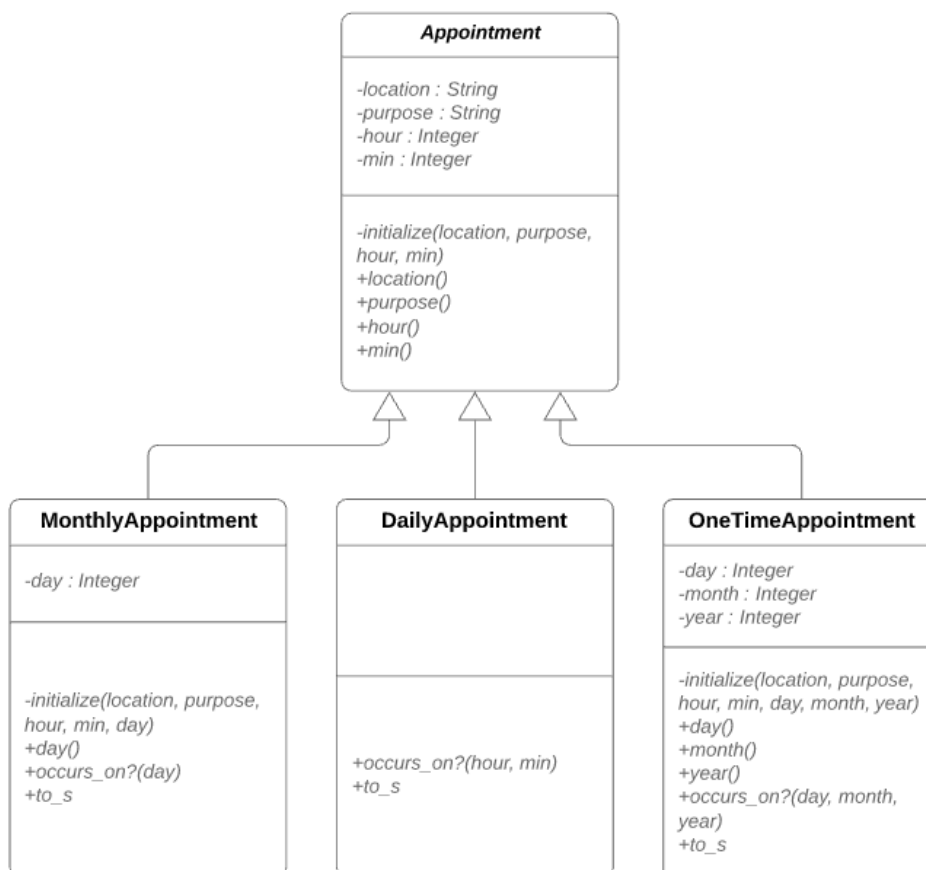 Appointment
-location : String
-purpose : String
-hour : Integer
-min : Integer
-initialize(location, purpose,
hour, min)
+location()
+purpose()
+hour()
+min()
MonthlyAppointment
-day : Integer
-initialize(location, purpose,
hour, min, day)
+day()
+occurs_on?(day)
+to_s
DailyAppointment
+occurs_on?(hour, min)
+to_s
OneTimeAppointment
-day : Integer
-month : Integer
-year : Integer
-initialize(location, purpose,
hour, min, day, month, year)
+day()
+month()
+year()
+occurs_on?(day, month,
year)
+to_s